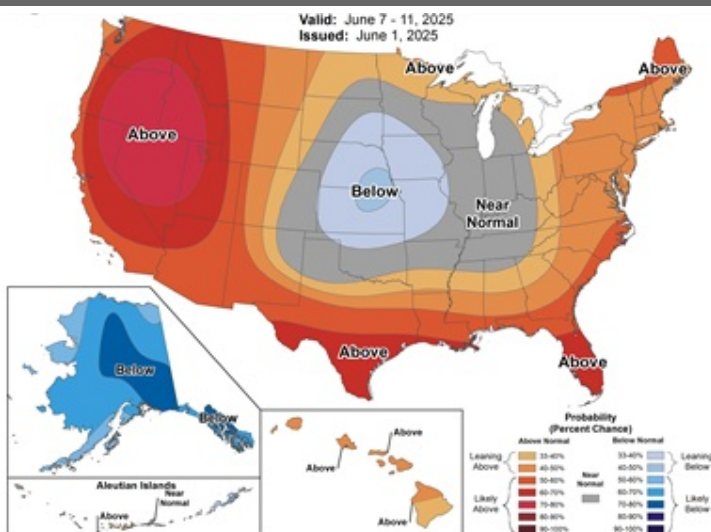 Valid: June 7 - 11, 2025
Issued: June 1, 2025
Above
Above
Above
Below
Near
Normal
Above
Above
Below
Below
Aleutian Islands
Near
Normal
Above
Above
Above
Above
Probability
(Percent Chance)
Above Normal
Below Normal
Leaning
Above
33-40%
40-50%
Likely
Above
50-60%
60-70%
70-80%
80-90%
90-100%
Near
Normal
33-40%
40-50%
Leaning
Below
50-60%
60-70%
70-80%
80-90%
90-100%
Likely
Below